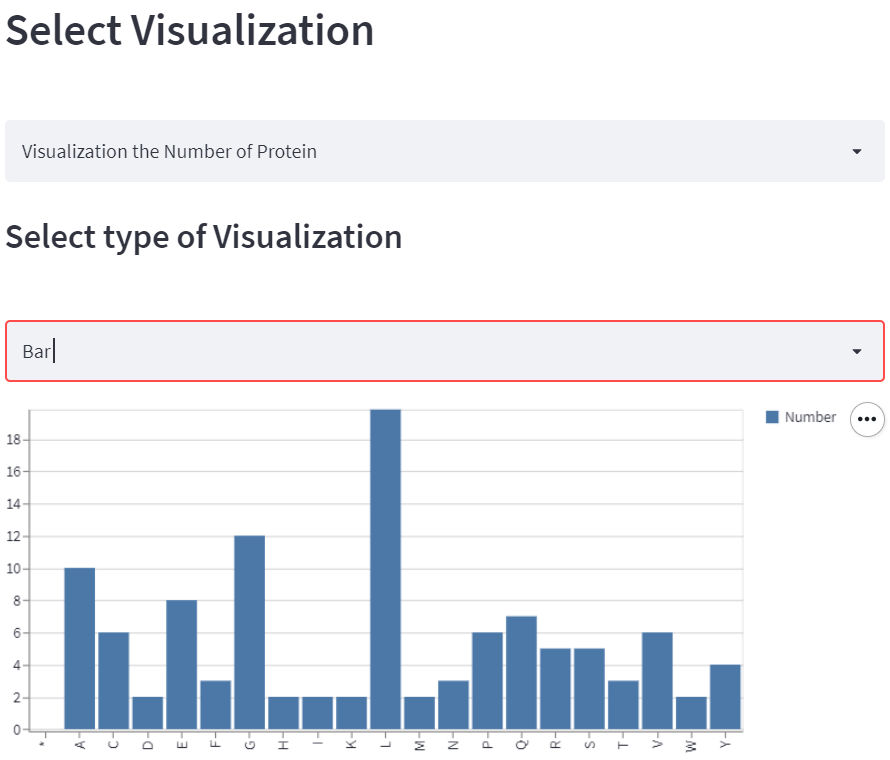 Select Visualization
Visualization the Number of Protein
Select type of Visualization
Bar
Number
18
16
14
12
10
8
6
4
2
0
* A C D E F G H I K L M N P Q R S T V W Y